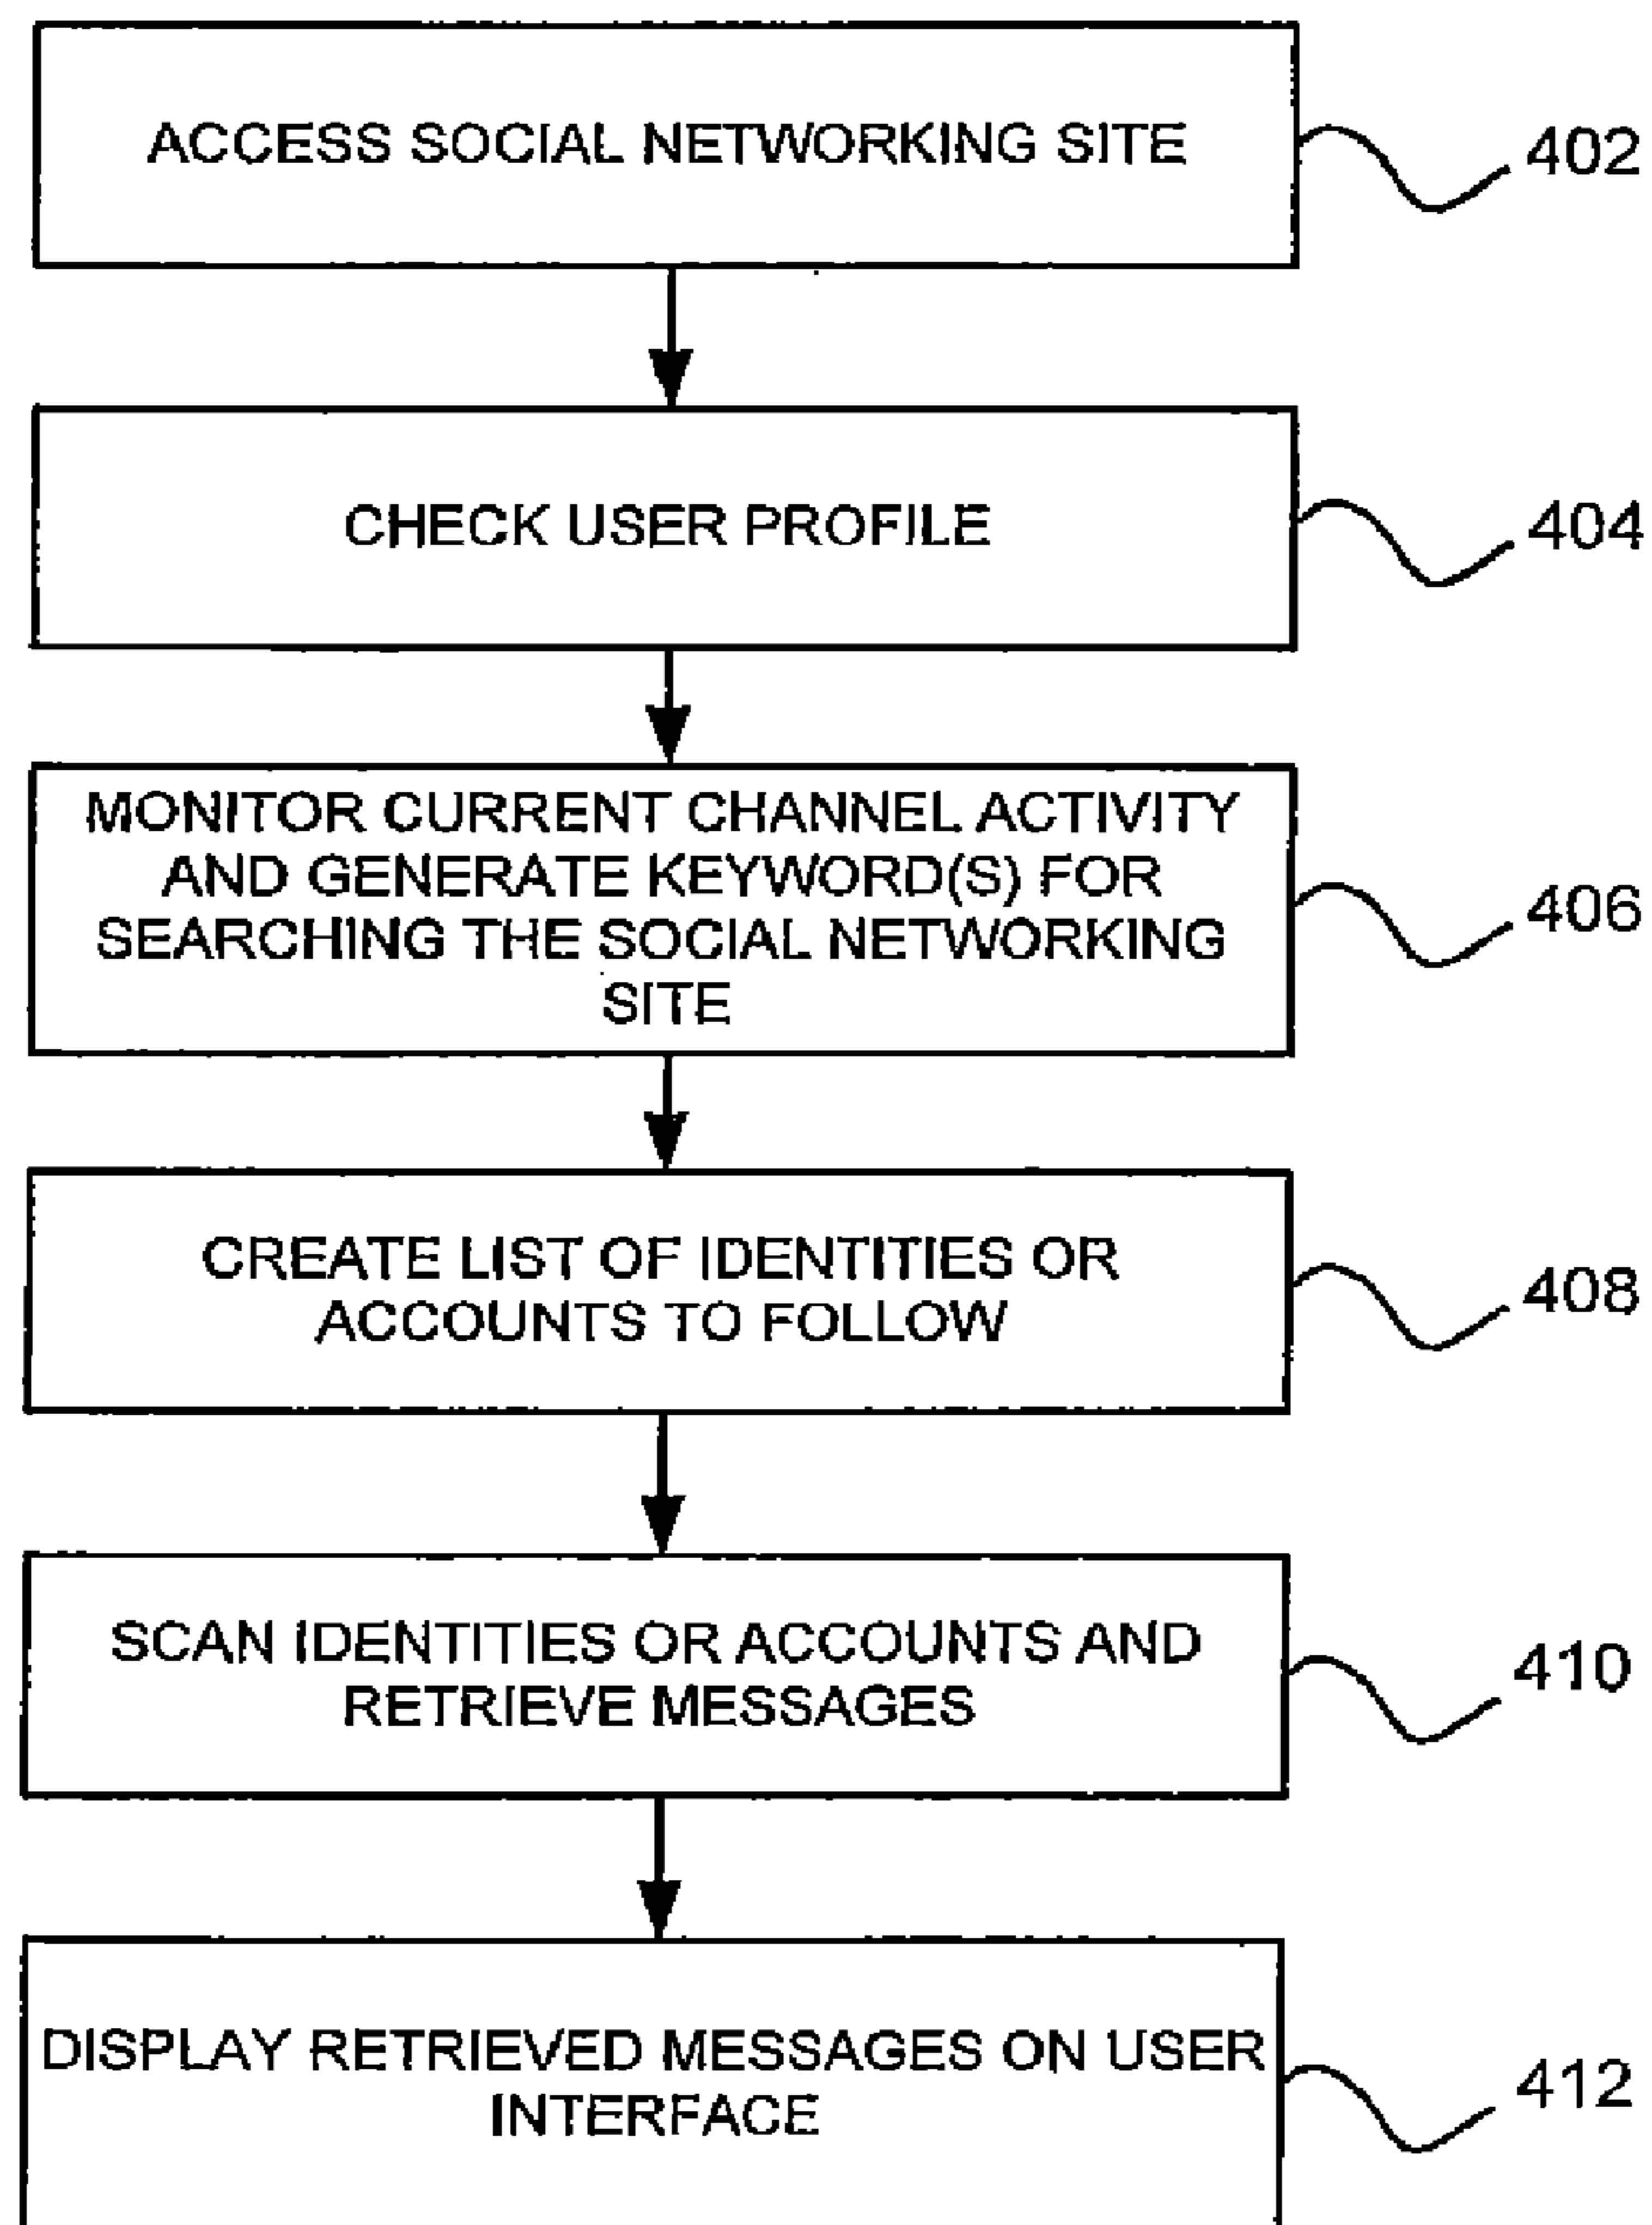 ACCESS SOCIAL NETWORKING SITE
402
CHECK USER PROFILE
404
MONITOR CURRENT CHANNEL ACTIVITY
AND GENERATE KEYWORD(S) FOR
SEARCHING THE SOCIAL NETWORKING
SITE
406
CREATE LIST OF IDENTITIES OR
ACCOUNTS TO FOLLOW
408
SCAN IDENTITIES OR ACCOUNTS AND
RETRIEVE MESSAGES
410
DISPLAY RETRIEVED MESSAGES ON USER
INTERFACE
412